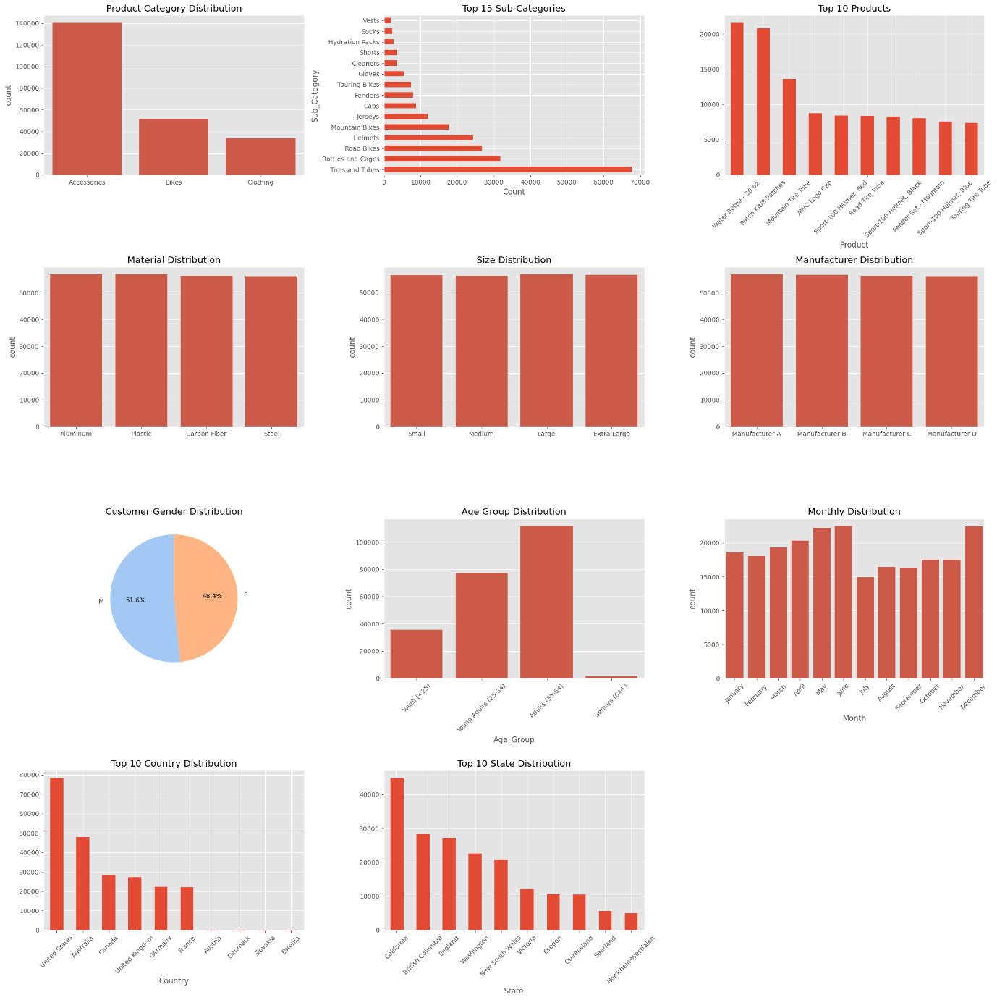 Product Category Distribution
count
140000
120000
100000
80000
60000
40000
20000
0
Accessories Bikes Clothing
Top 15 Sub-Categories
Sub_Category
Vests
Socks
Hydration Packs
Shorts
Cleaners
Gloves
Touring Bikes
Fenders
Caps
Jerseys
Mountain Bikes
Helmets
Road Bikes
Bottles and Cages
Tires and Tubes
0 10000 20000 30000 40000 50000 60000 70000
Count
Top 10 Products
20000
15000
10000
5000
0
Water Bottle - 30 oz.
Patch Kit/8 Patches
Mountain Tire Tube
AWC Logo Cap
Sport-100 Helmet, Red
Road Tire Tube
Sport-100 Helmet, Black
Fender Set - Mountain
Sport-100 Helmet, Blue
Touring Tire Tube
Product
Material Distribution
count
50000
40000
30000
20000
10000
0
Aluminum Plastic Carbon Fiber Steel
Size Distribution
count
50000
40000
30000
20000
10000
0
Small Medium Large Extra Large
Manufacturer Distribution
count
50000
40000
30000
20000
10000
0
Manufacturer A Manufacturer B Manufacturer C Manufacturer D
Customer Gender Distribution
M
51.6%
48.4%
F
Age Group Distribution
count
100000
80000
60000
40000
20000
0
Youth (<25)
Young Adults (25-34)
Adults (35-64)
Seniors (64+)
Age_Group
Monthly Distribution
count
20000
15000
10000
5000
0
January
February
March
April
May
June
July
August
September
October
November
December
Month
Top 10 Country Distribution
80000
70000
60000
50000
40000
30000
20000
10000
0
United States
Australia
Canada
United Kingdom
Germany
France
Austria
Denmark
Slovakia
Estonia
Country
Top 10 State Distribution
40000
30000
20000
10000
0
California
British Columbia
England
Washington
New South Wales
Victoria
Oregon
Queensland
Saarland
Nordrhein-Westfalen
State